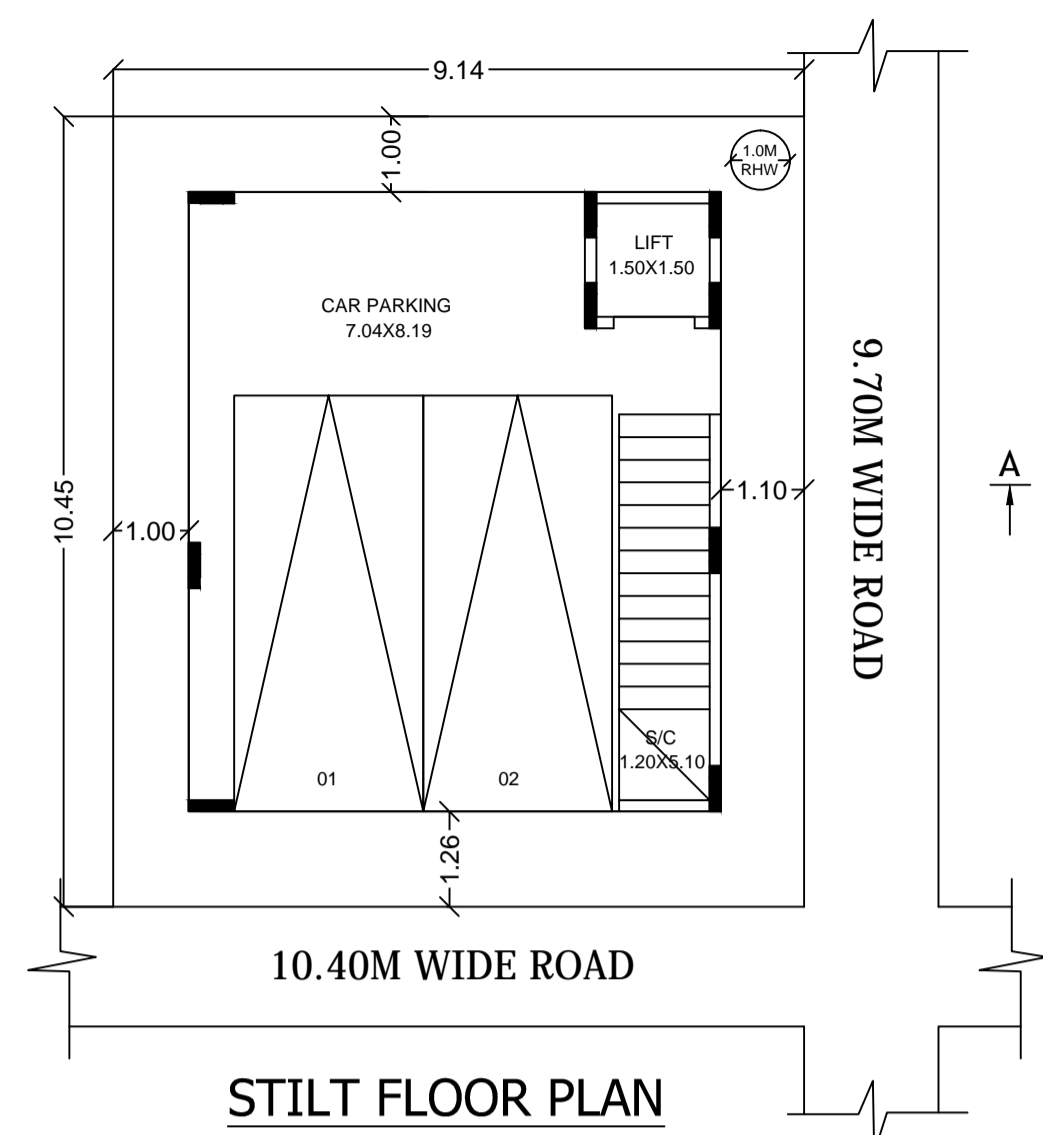 9.14
1.00
1.0M
RHW
LIFT
1.50X1.50
CAR PARKING
7.04X8.19
9.70M WIDE ROAD
A
10.45
1.00
1.10
S/C
1.20X5.10
01
02
1.26
10.40M WIDE ROAD
STILT FLOOR PLAN